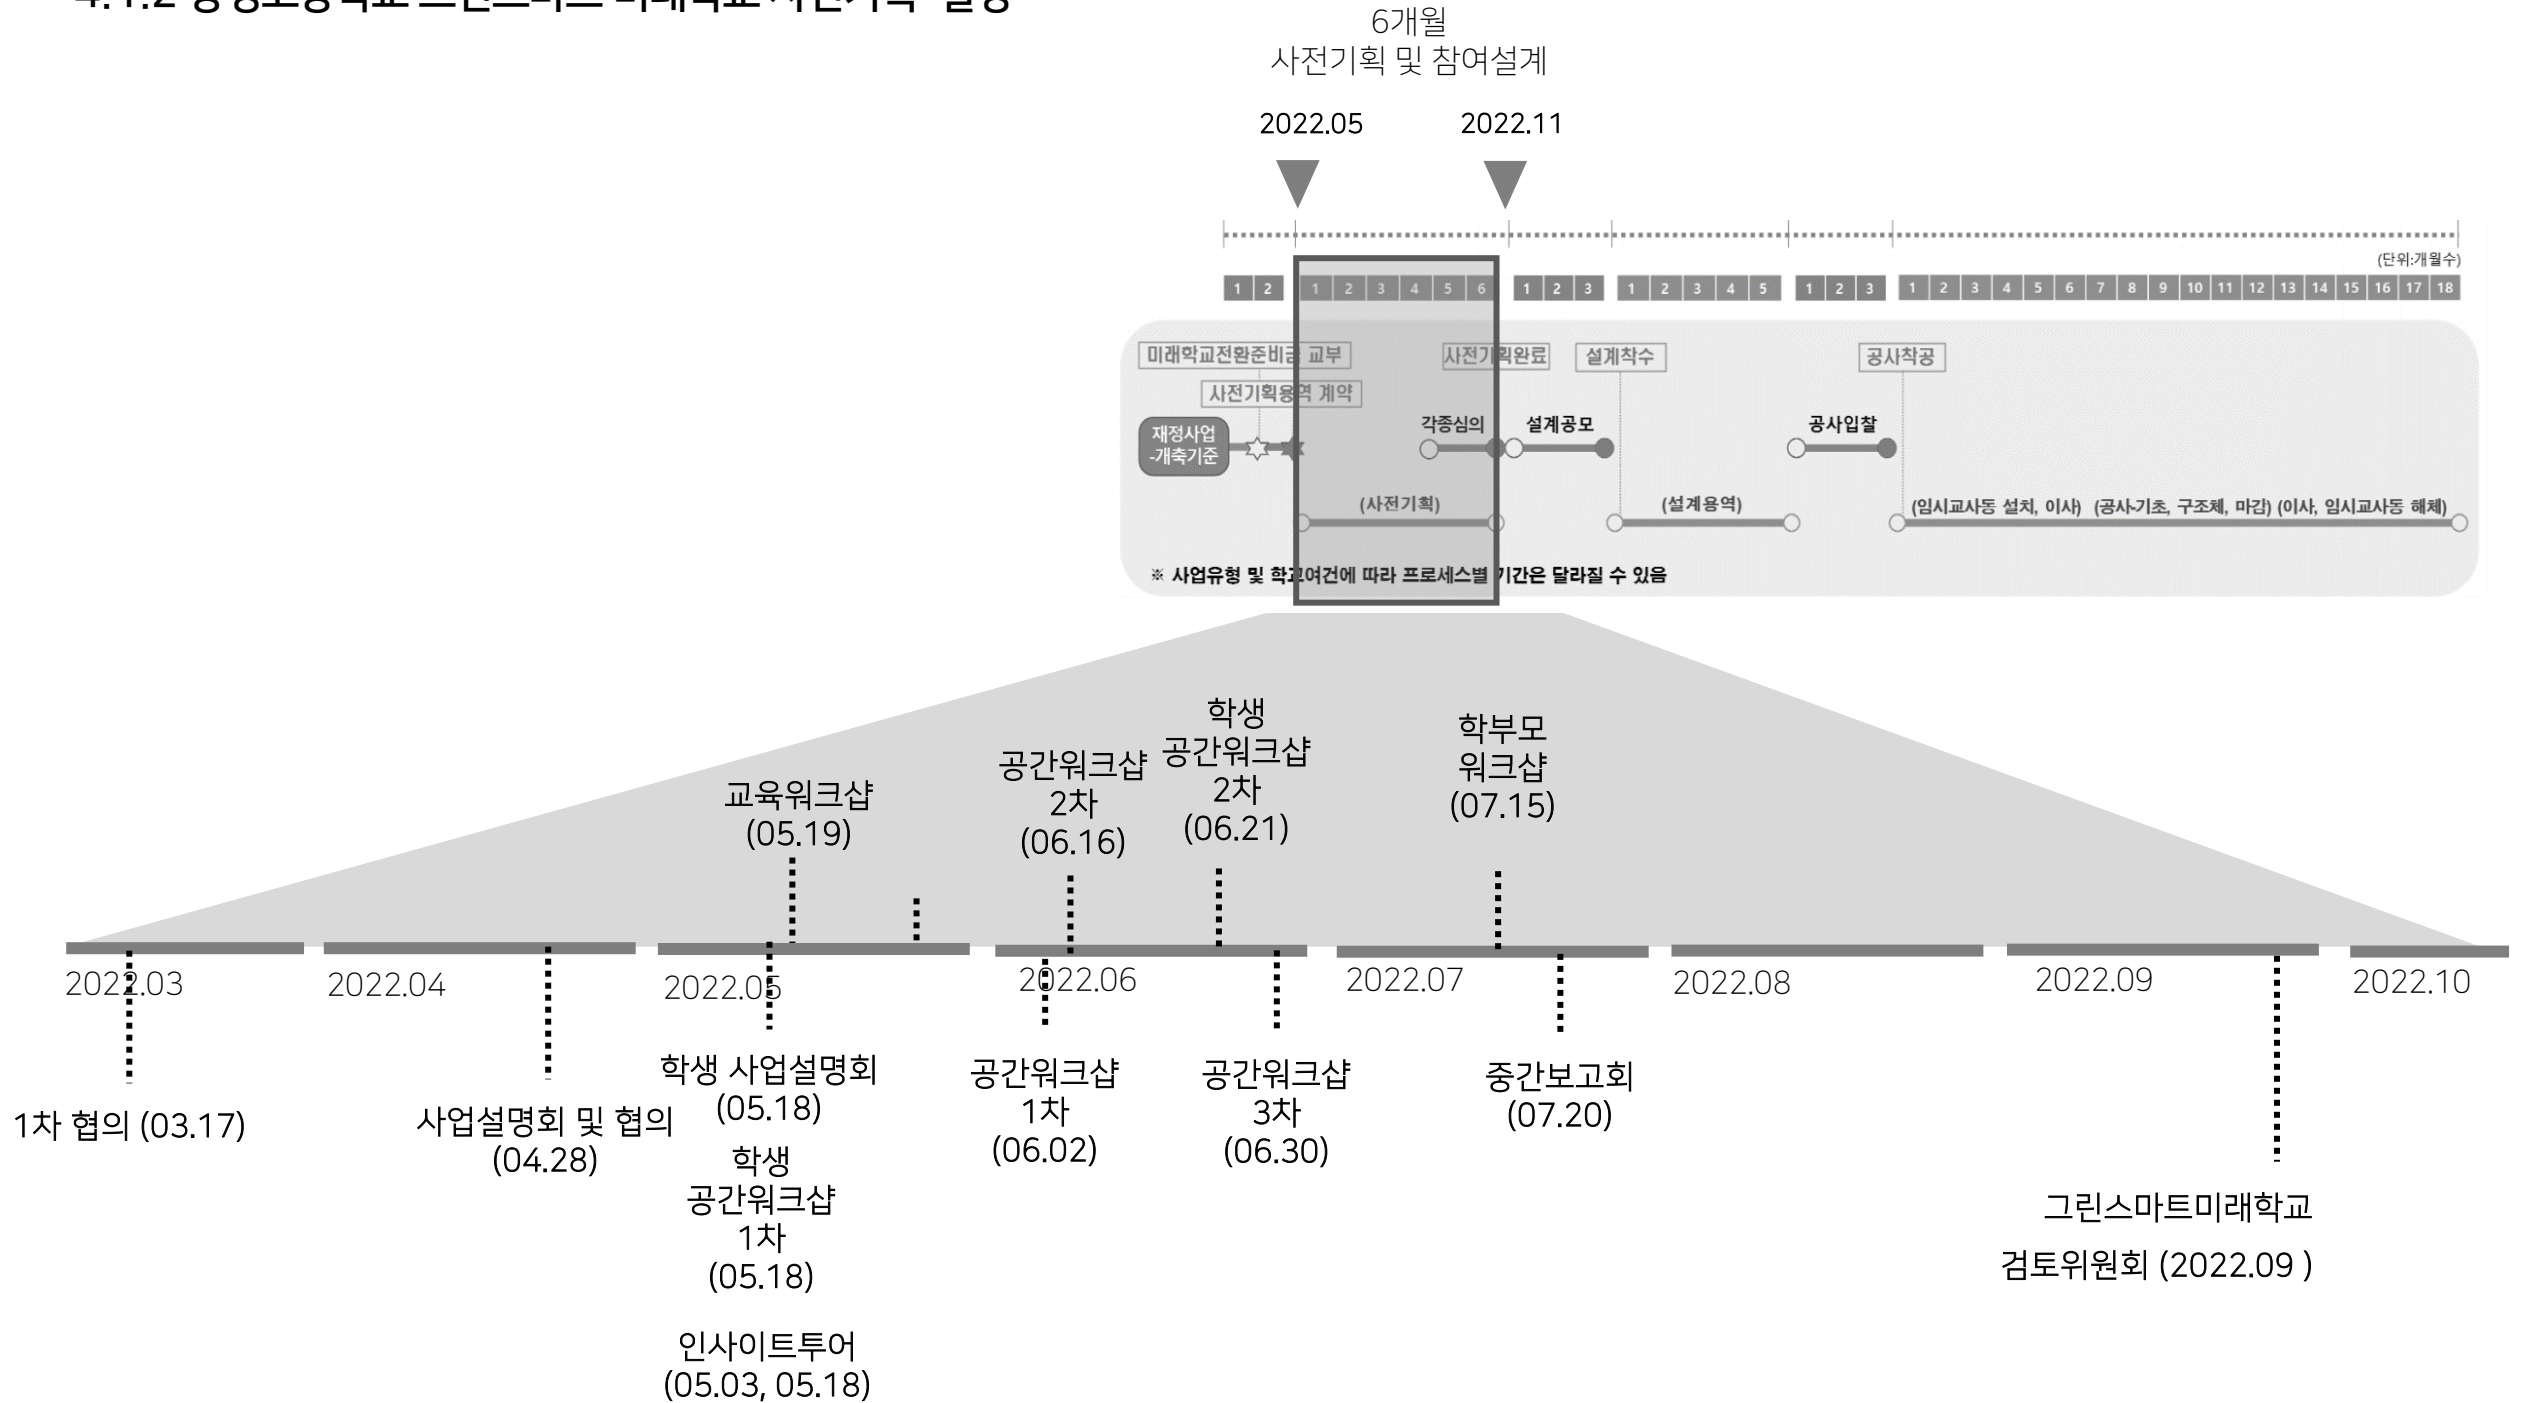 6개월
사전기획 및 참여설계
2022.05 2022.11
(단위:개월수)
1 2 1 2 3 4 5 6 1 2 3 1 2 3 4 5 1 2 3 1 2 3 4 5 6 7 8 9 10 11 12 13 14 15 16 17 18
미래학교전환준비금 교부 사전기획완료 설계착수 공사착공
사전기획용역 계약
재정사업
-개축기준
각종심의 설계공모 공사입찰
(사전기획) (설계용역) (임시교사동 설치, 이사) (공사-기초, 구조체, 마감) (이사, 임시교사동 해체)
※ 사업유형 및 학교여건에 따라 프로세스별 기간은 달라질 수 있음
교육워크샵
(05.19)
공간워크샵
2차
(06.16)
학생
공간워크샵
2차
(06.21)
학부모
워크샵
(07.15)
2022.03 2022.04 2022.05 2022.06 2022.07 2022.08 2022.09 2022.10
1차 협의 (03.17)
사업설명회 및 협의
(04.28)
학생 사업설명회
(05.18)
학생
공간워크샵
1차
(05.18)
인사이트투어
(05.03, 05.18)
공간워크샵
1차
(06.02)
공간워크샵
3차
(06.30)
중간보고회
(07.20)
그린스마트미래학교
검토위원회 (2022.09 )